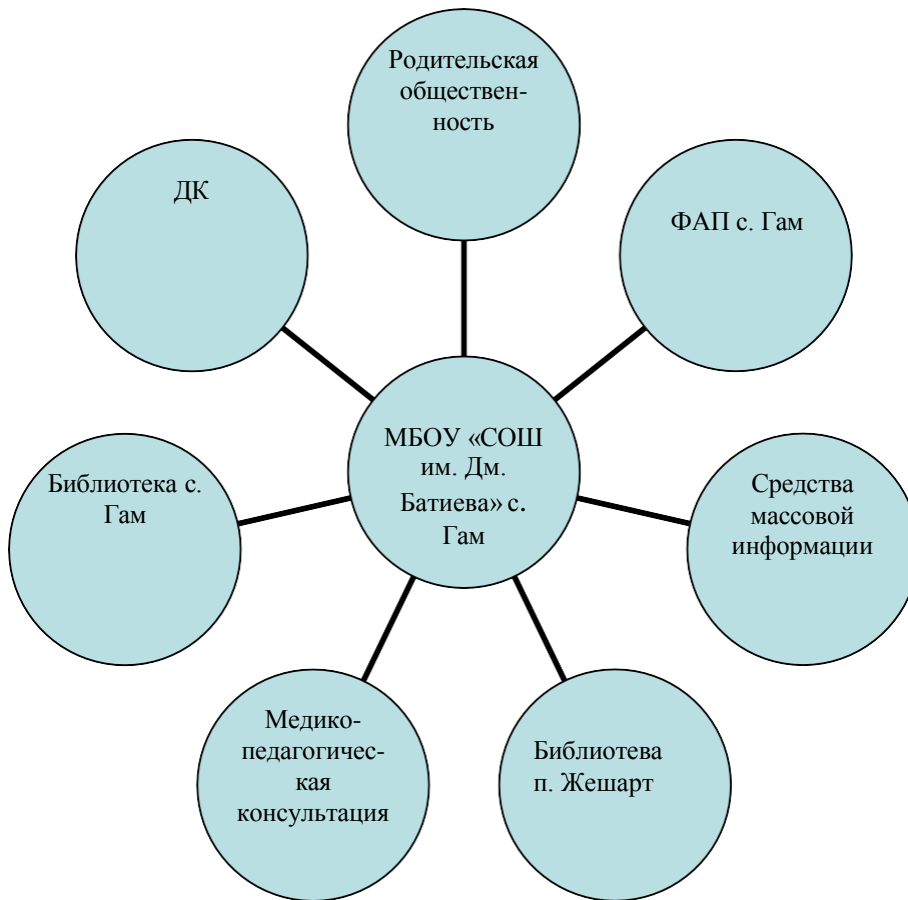 Родительская
обществен-
ность
ДК
ФАП с. Гам
МБОУ «СОШ
им. Дм.
Батиева» с.
Гам
Библиотека с.
Гам
Средства
массовой
информации
Медико-
педагогичес-
кая
консультация
Библиотева
п. Жешарт